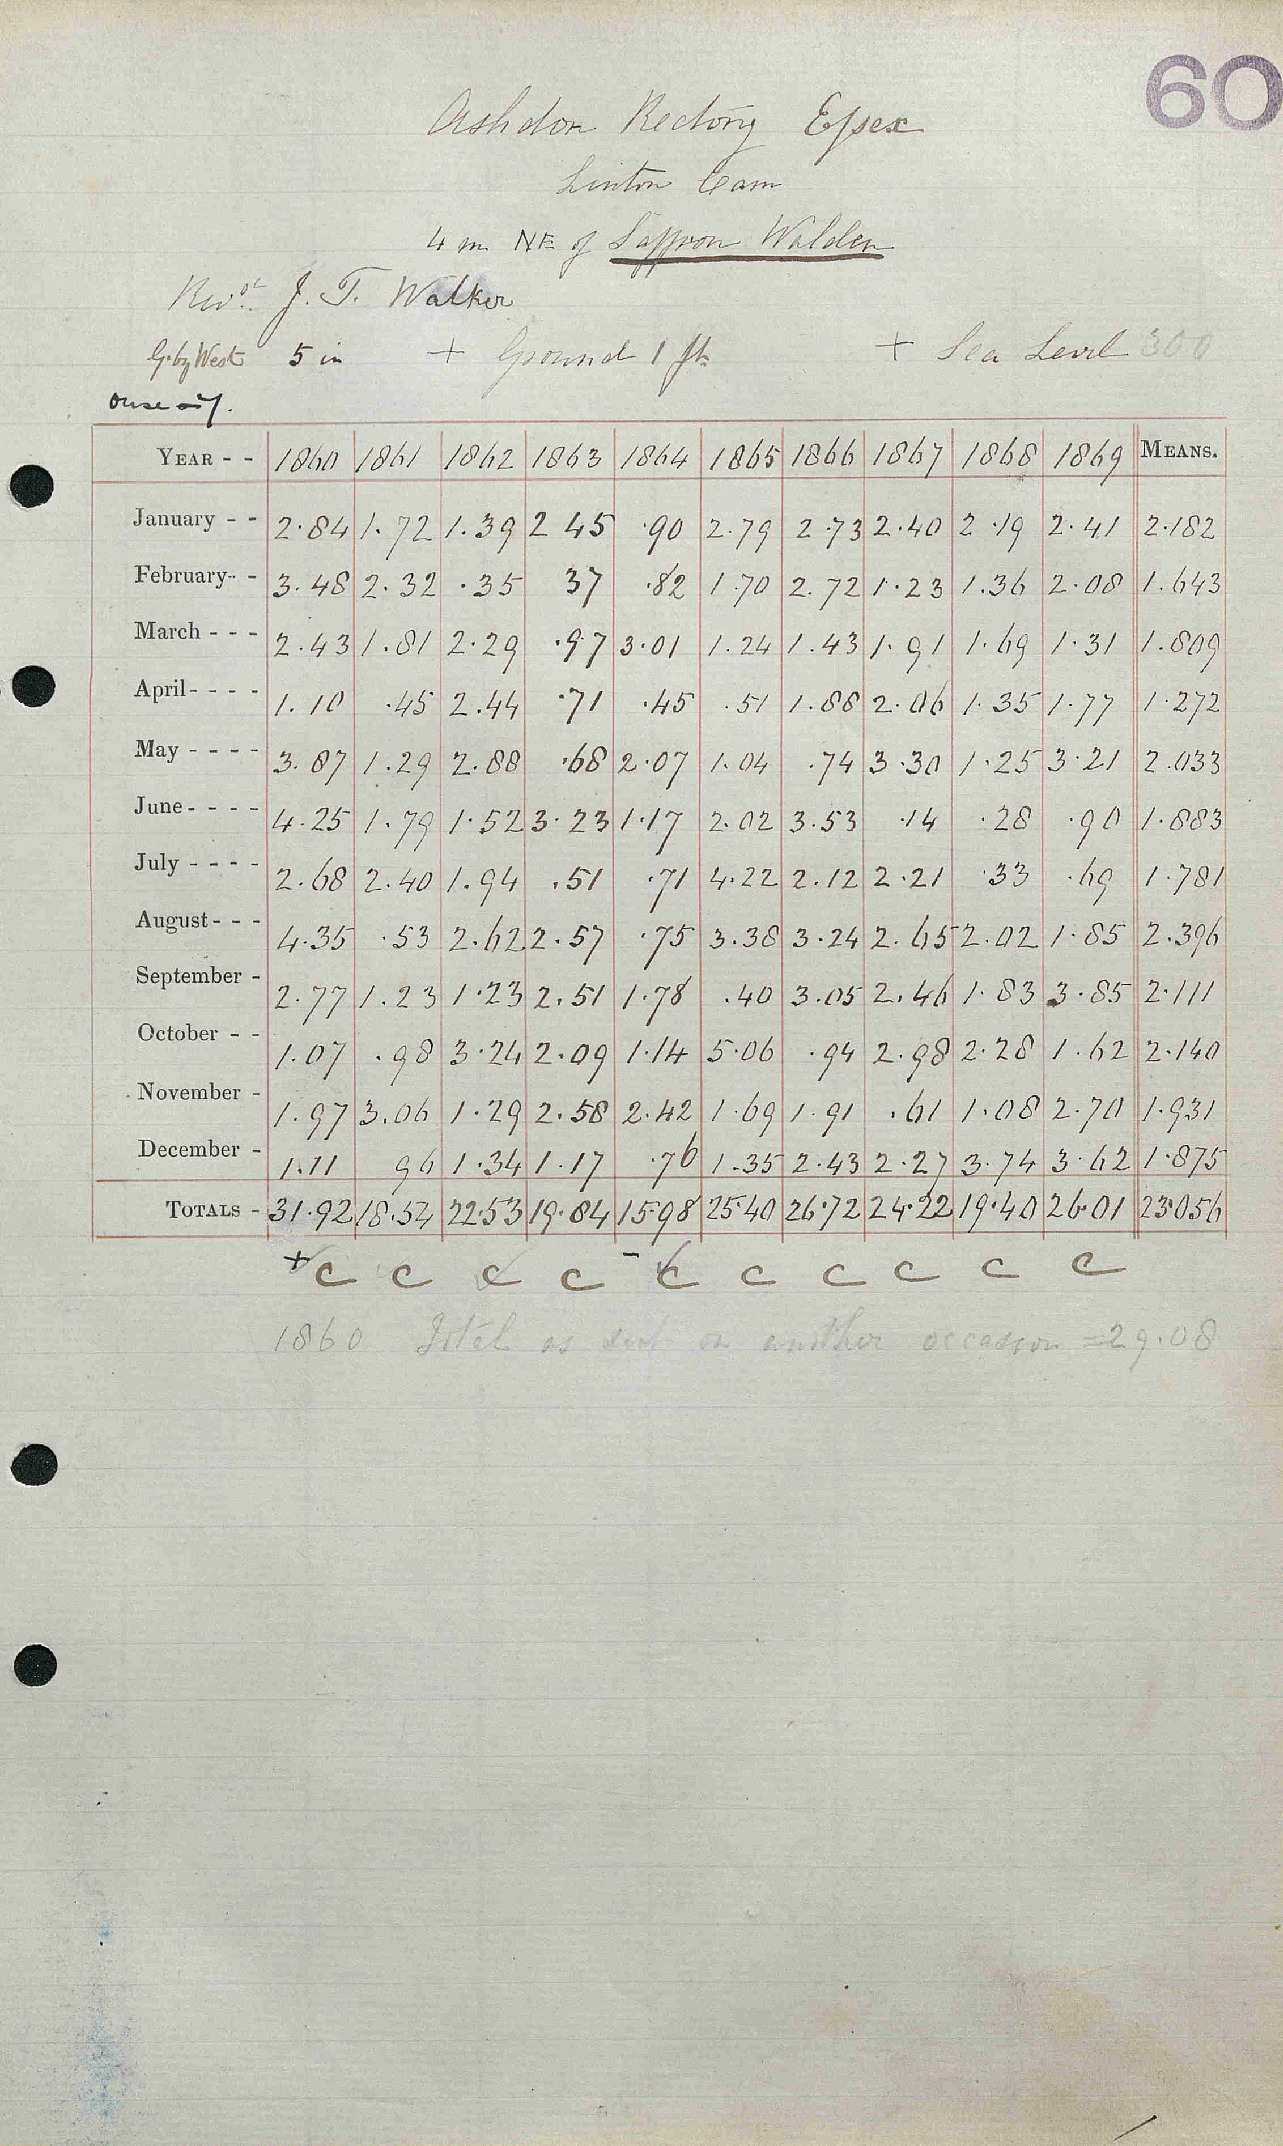 60
Ashdon Rectory Essex
Linton Cam
4 m NE of Saffron Walden
Revd. J. T. Walker
G. by West 5 in + Ground 1 ft + Sea Level 300
Ouse
YEAR - - 1860 1861 1862 1863 1864 1865 1866 1867 1868 1869 MEANS.
January - - 2.84 1.72 1.39 2 45 .90 2.79 2.73 2.40 2.19 2.41 2.182
February - - 3.48 2.32 .35 37 .82 1.70 2.72 1.23 1.36 2.08 1.643
March - - - 2.43 1.81 2.29 .97 3.01 1.24 1.43 1.91 1.69 1.31 1.809
April - - - - 1.10 .45 2.44 .71 .45 .51 1.88 2.06 1.35 1.77 1.272
May - - - - 3.87 1.29 2.88 .68 2.07 1.04 .74 3.30 1.25 3.21 2.033
June - - - - 4.25 1.79 1.52 3.23 1.17 2.02 3.53 .14 .28 .90 1.883
July - - - - 2.68 2.40 1.94 .51 .71 4.22 2.12 2.21 .33 .69 1.781
August - - - 4.35 .53 2.62 2.57 .75 3.38 3.24 2.65 2.02 1.85 2.396
September - 2.77 1.23 1.23 2.51 1.78 .40 3.05 2.46 1.83 3.85 2.111
October - - 1.07 .98 3.24 2.09 1.14 5.06 .94 2.98 2.28 1.62 2.140
November - 1.97 3.06 1.29 2.58 2.42 1.69 1.91 .61 1.08 2.70 1.931
December - 1.11 96 1.34 1.17 .76 1.35 2.43 2.27 3.74 3.62 1.875
TOTALS - 31.92 18.54 22.53 19.84 15.98 25.40 26.72 24.22 19.40 26.01 23.056
+ C C C C - C C C C C C
1860 Total as sent on another occasion = 29.08